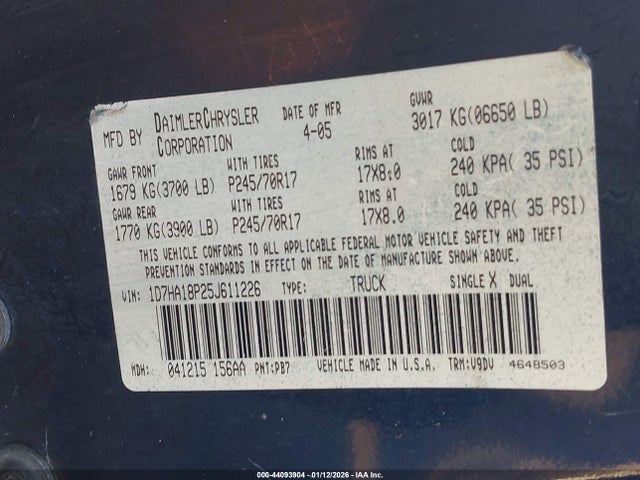 MFD BY DAIMLERCHRYSLER CORPORATION DATE OF MFR 4-05 GVWR 3017 KG(06650 LB)
GAWR FRONT WITH TIRES RIMS AT COLD
1679 KG(3700 LB) P245/70R17 17X8.0 240 KPA( 35 PSI)
GAWR REAR WITH TIRES RIMS AT COLD
1770 KG(3900 LB) P245/70R17 17X8.0 240 KPA( 35 PSI)
THIS VEHICLE CONFORMS TO ALL APPLICABLE FEDERAL MOTOR VEHICLE SAFETY AND THEFT
PREVENTION STANDARDS IN EFFECT ON THE DATE OF MANUFACTURE SHOWN ABOVE.
VIN: 1D7HA18P25J611226 TYPE: TRUCK SINGLE X DUAL
MDH: 041215 156AA PNT:PB7 VEHICLE MADE IN U.S.A. TRM:V9DV 4648503
000-44093904 - 01/12/2026 - IAA Inc.